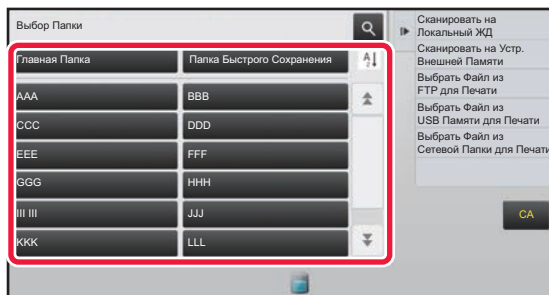 Выбор Папки
Главная Папка
Папка Быстрого Сохранения
AAA
BBB
CCC
DDD
EEE
FFF
GGG
HHH
III III
JJJ
KKK
LLL
Сканировать на
Локальный ЖД
Сканировать на Устр.
Внешней Памяти
Выбрать Файл из
FTP для Печати
Выбрать Файл из
USB Памяти для Печати
Выбрать Файл из
Сетевой Папки для Печати
CA